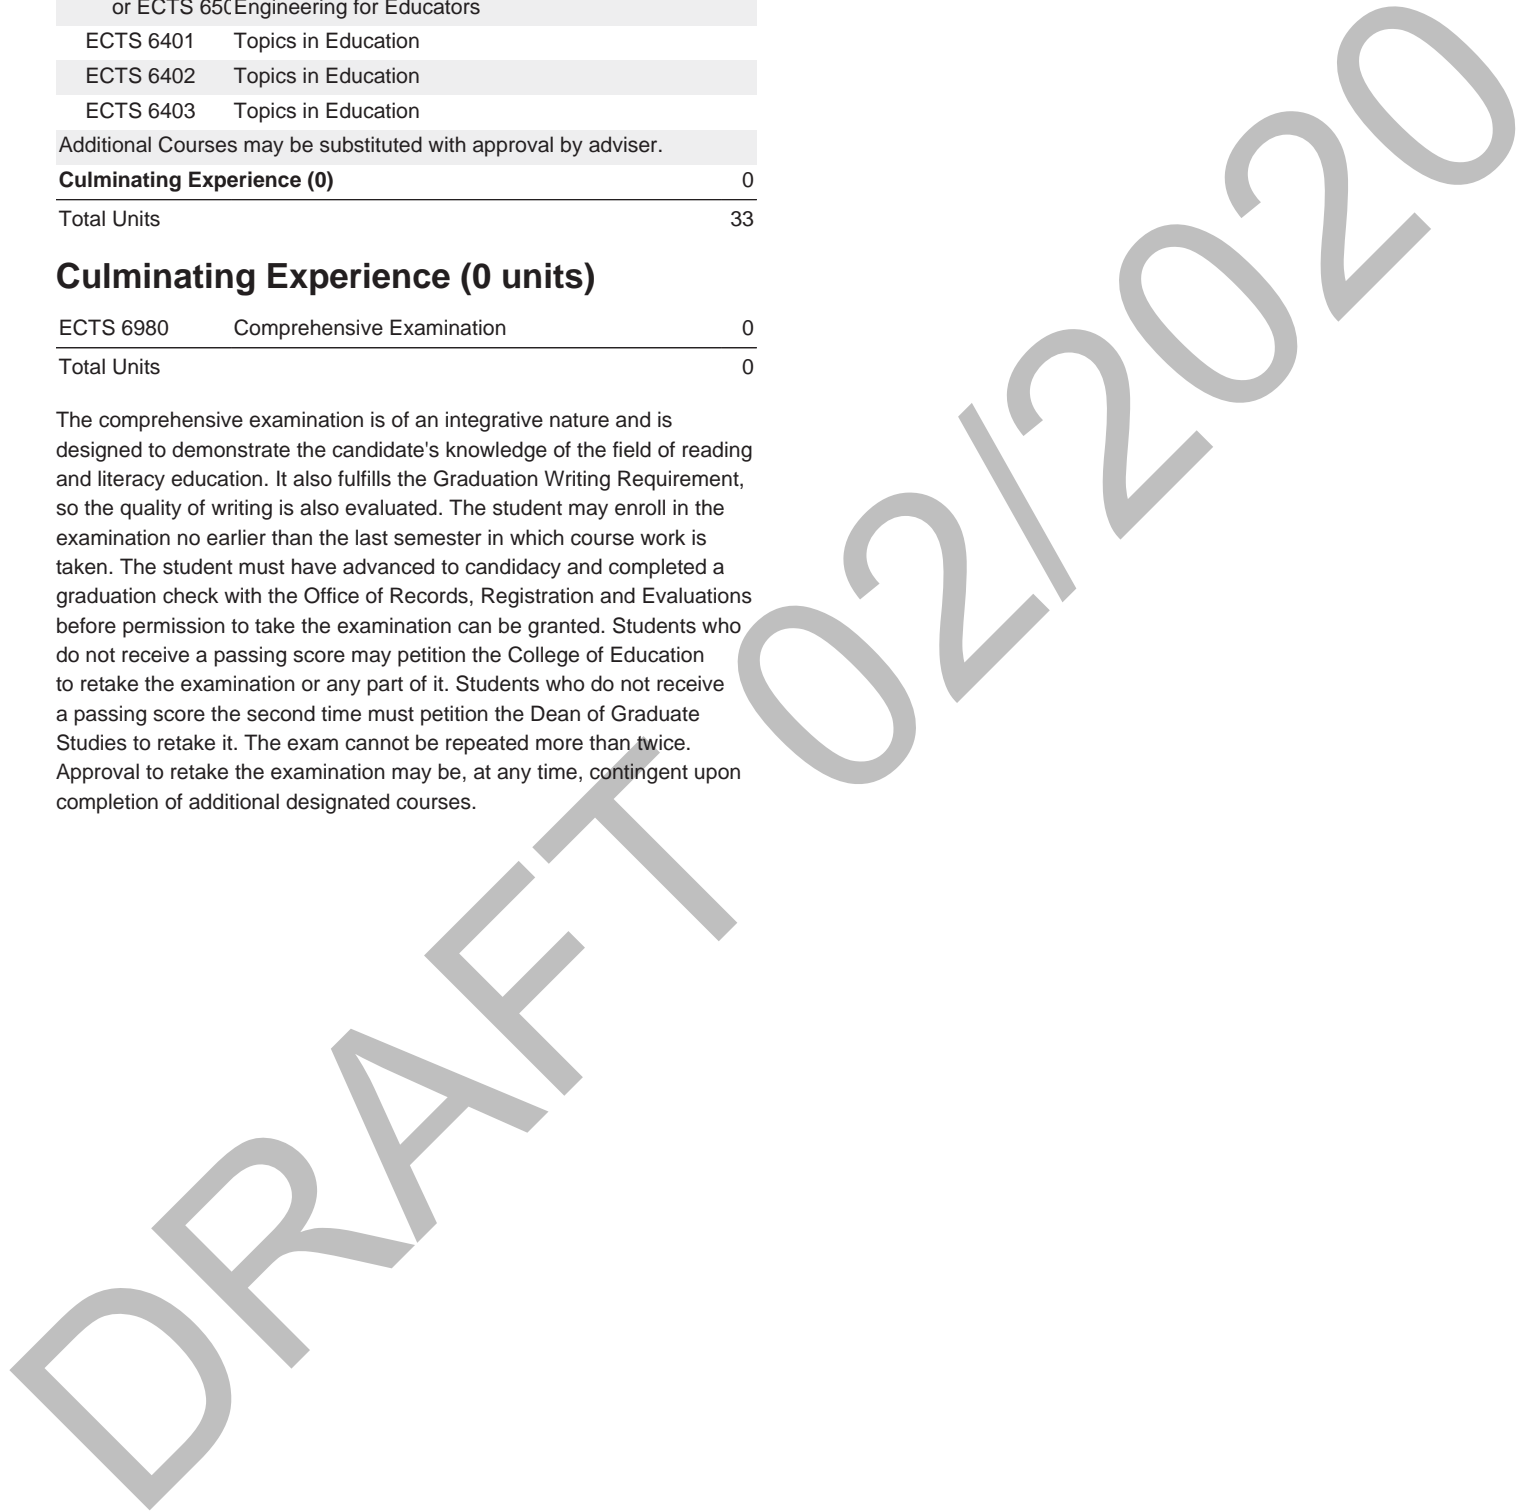 or ECTS 650 Engineering for Educators
ECTS 6401 Topics in Education
ECTS 6402 Topics in Education
ECTS 6403 Topics in Education
Additional Courses may be substituted with approval by adviser.
Culminating Experience (0) 0
Total Units 33
Culminating Experience (0 units)
ECTS 6980 Comprehensive Examination 0
Total Units 0
The comprehensive examination is of an integrative nature and is
designed to demonstrate the candidate's knowledge of the field of reading
and literacy education. It also fulfills the Graduation Writing Requirement,
so the quality of writing is also evaluated. The student may enroll in the
examination no earlier than the last semester in which course work is
taken. The student must have advanced to candidacy and completed a
graduation check with the Office of Records, Registration and Evaluations
before permission to take the examination can be granted. Students who
do not receive a passing score may petition the College of Education
to retake the examination or any part of it. Students who do not receive
a passing score the second time must petition the Dean of Graduate
Studies to retake it. The exam cannot be repeated more than twice.
Approval to retake the examination may be, at any time, contingent upon
completion of additional designated courses.
DRAFT 02/2020